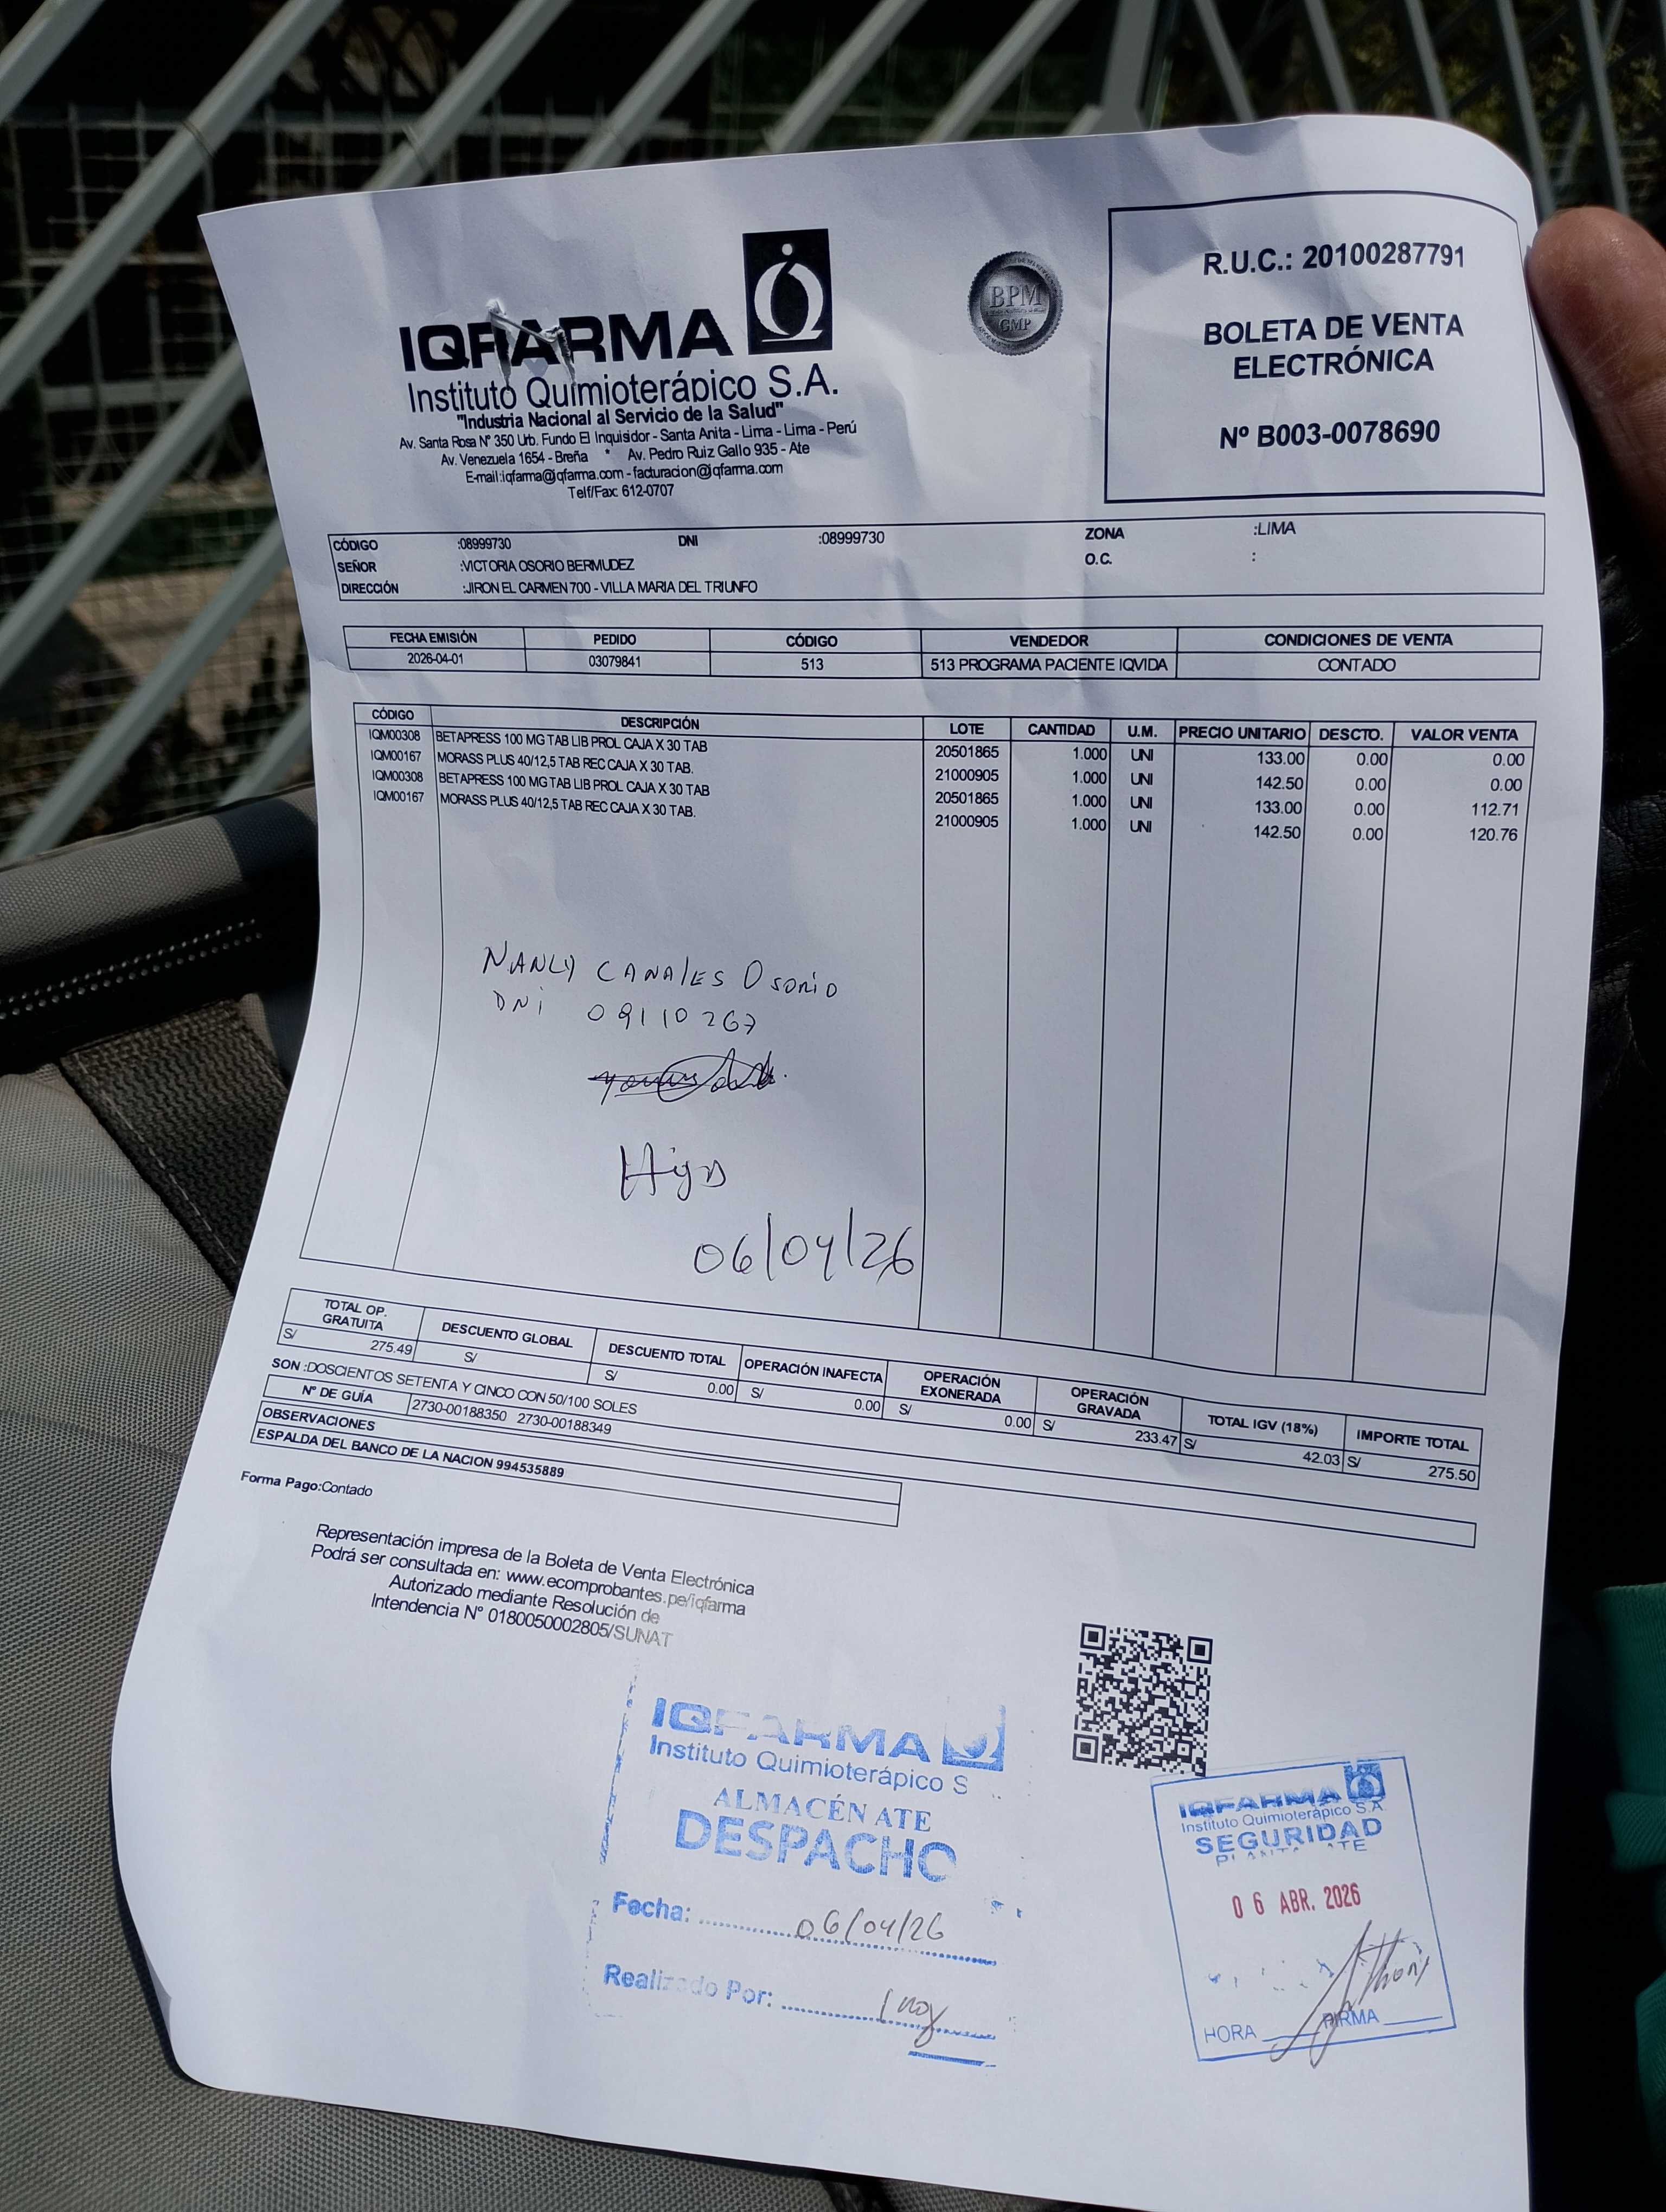 IQFARMA
Instituto Quimioterápico S.A.
"Industria Nacional al Servicio de la Salud"
Av. Santa Rosa Nº 350 Urb. Fundo El Inquisidor - Santa Anita - Lima - Lima - Perú
Av. Venezuela 1654 - Breña * Av. Pedro Ruiz Gallo 935 - Ate
E-mail:iqfarma@iqfarma.com - facturacion@iqfarma.com
Telf/Fax: 612-0707
BPM
GMP
R.U.C.: 20100287791
BOLETA DE VENTA
ELECTRÓNICA
Nº B003-0078690
CÓDIGO :08999730 DNI :08999730 ZONA :LIMA
SEÑOR :VICTORIA OSORIO BERMUDEZ O.C. :
DIRECCIÓN :JIRON EL CARMEN 700 - VILLA MARIA DEL TRIUNFO
FECHA EMISIÓN PEDIDO CÓDIGO VENDEDOR CONDICIONES DE VENTA
2026-04-01 03079841 513 513 PROGRAMA PACIENTE IQVIDA CONTADO
CÓDIGO DESCRIPCIÓN LOTE CANTIDAD U.M. PRECIO UNITARIO DESCTO. VALOR VENTA
IQM00308 BETAPRESS 100 MG TAB LIB PROL CAJA X 30 TAB 20501865 1.000 UNI 133.00 0.00 0.00
IQM00167 MORASS PLUS 40/12,5 TAB REC CAJA X 30 TAB. 21000905 1.000 UNI 142.50 0.00 0.00
IQM00308 BETAPRESS 100 MG TAB LIB PROL CAJA X 30 TAB 20501865 1.000 UNI 133.00 0.00 112.71
IQM00167 MORASS PLUS 40/12,5 TAB REC CAJA X 30 TAB. 21000905 1.000 UNI 142.50 0.00 120.76
NANCY CANALES Osorio
DNi 09110267
06/04/26
TOTAL OP. GRATUITA DESCUENTO GLOBAL DESCUENTO TOTAL OPERACIÓN INAFECTA OPERACIÓN EXONERADA OPERACIÓN GRAVADA TOTAL IGV (18%) IMPORTE TOTAL
S/ 275.49 S/ S/ 0.00 S/ 0.00 S/ 0.00 S/ 233.47 S/ 42.03 S/ 275.50
SON :DOSCIENTOS SETENTA Y CINCO CON 50/100 SOLES
Nº DE GUÍA 2730-00188350 2730-00188349
OBSERVACIONES
ESPALDA DEL BANCO DE LA NACION 994535889
Forma Pago:Contado
Representación impresa de la Boleta de Venta Electrónica
Podrá ser consultada en: www.ecomprobantes.pe/iqfarma
Autorizado mediante Resolución de
Intendencia Nº 0180050002805/SUNAT
IQFARMA
Instituto Quimioterápico S
ALMACÉN ATE
DESPACHO
Fecha: 06/04/26
Realizado Por:
IQFARMA
Instituto Quimioterápico S.A.
SEGURIDAD
PLANTA ATE
06 ABR. 2026
HORA FIRMA